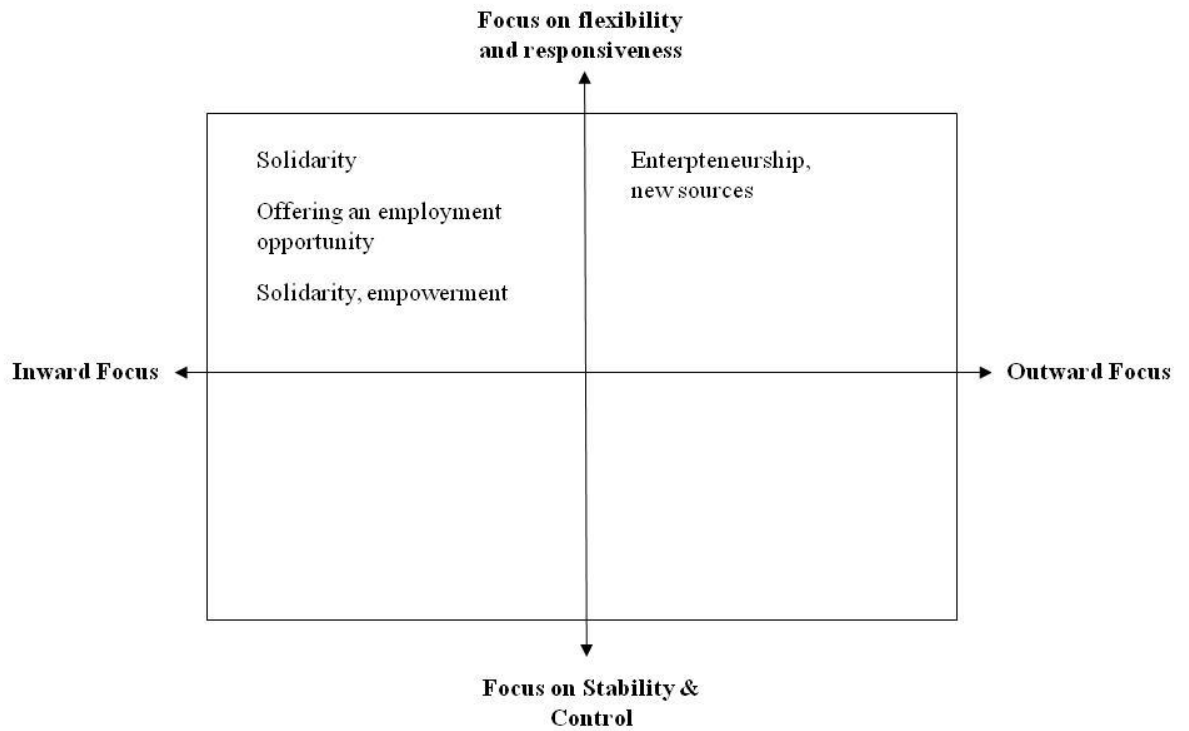 Focus on flexibility
and responsiveness
Solidarity
Offering an employment
opportunity
Solidarity, empowerment
Enterpteneurship,
new sources
Inward Focus
Outward Focus
Focus on Stability &
Control